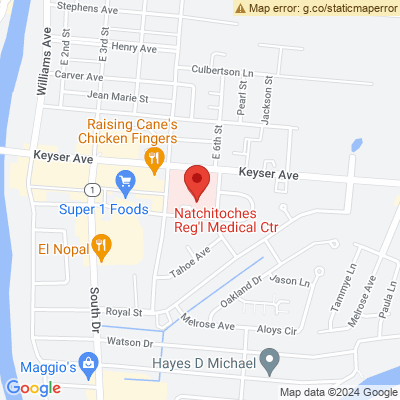 Map error: g.co/staticmaperror
Stephens Ave
Williams Ave
E 2nd St
E 3rd St
Henry Ave
Carver Ave
Culbertson Ln
Jean Marie St
Pearl St
Jackson St
Raising Cane's
Chicken Fingers
E 6th St
Keyser Ave
Keyser Ave
1
Super 1 Foods
Natchitoches
Reg'l Medical Ctr
El Nopal
Tahoe Ave
South Dr
Oakland Dr
Jason Ln
Tammye Ln
Melrose Ave
Paula Ln
Royal St
Melrose Ave
Aloys Cir
Watson Dr
Hayes D Michael
Maggio's
Google
Map data ©2024 Google